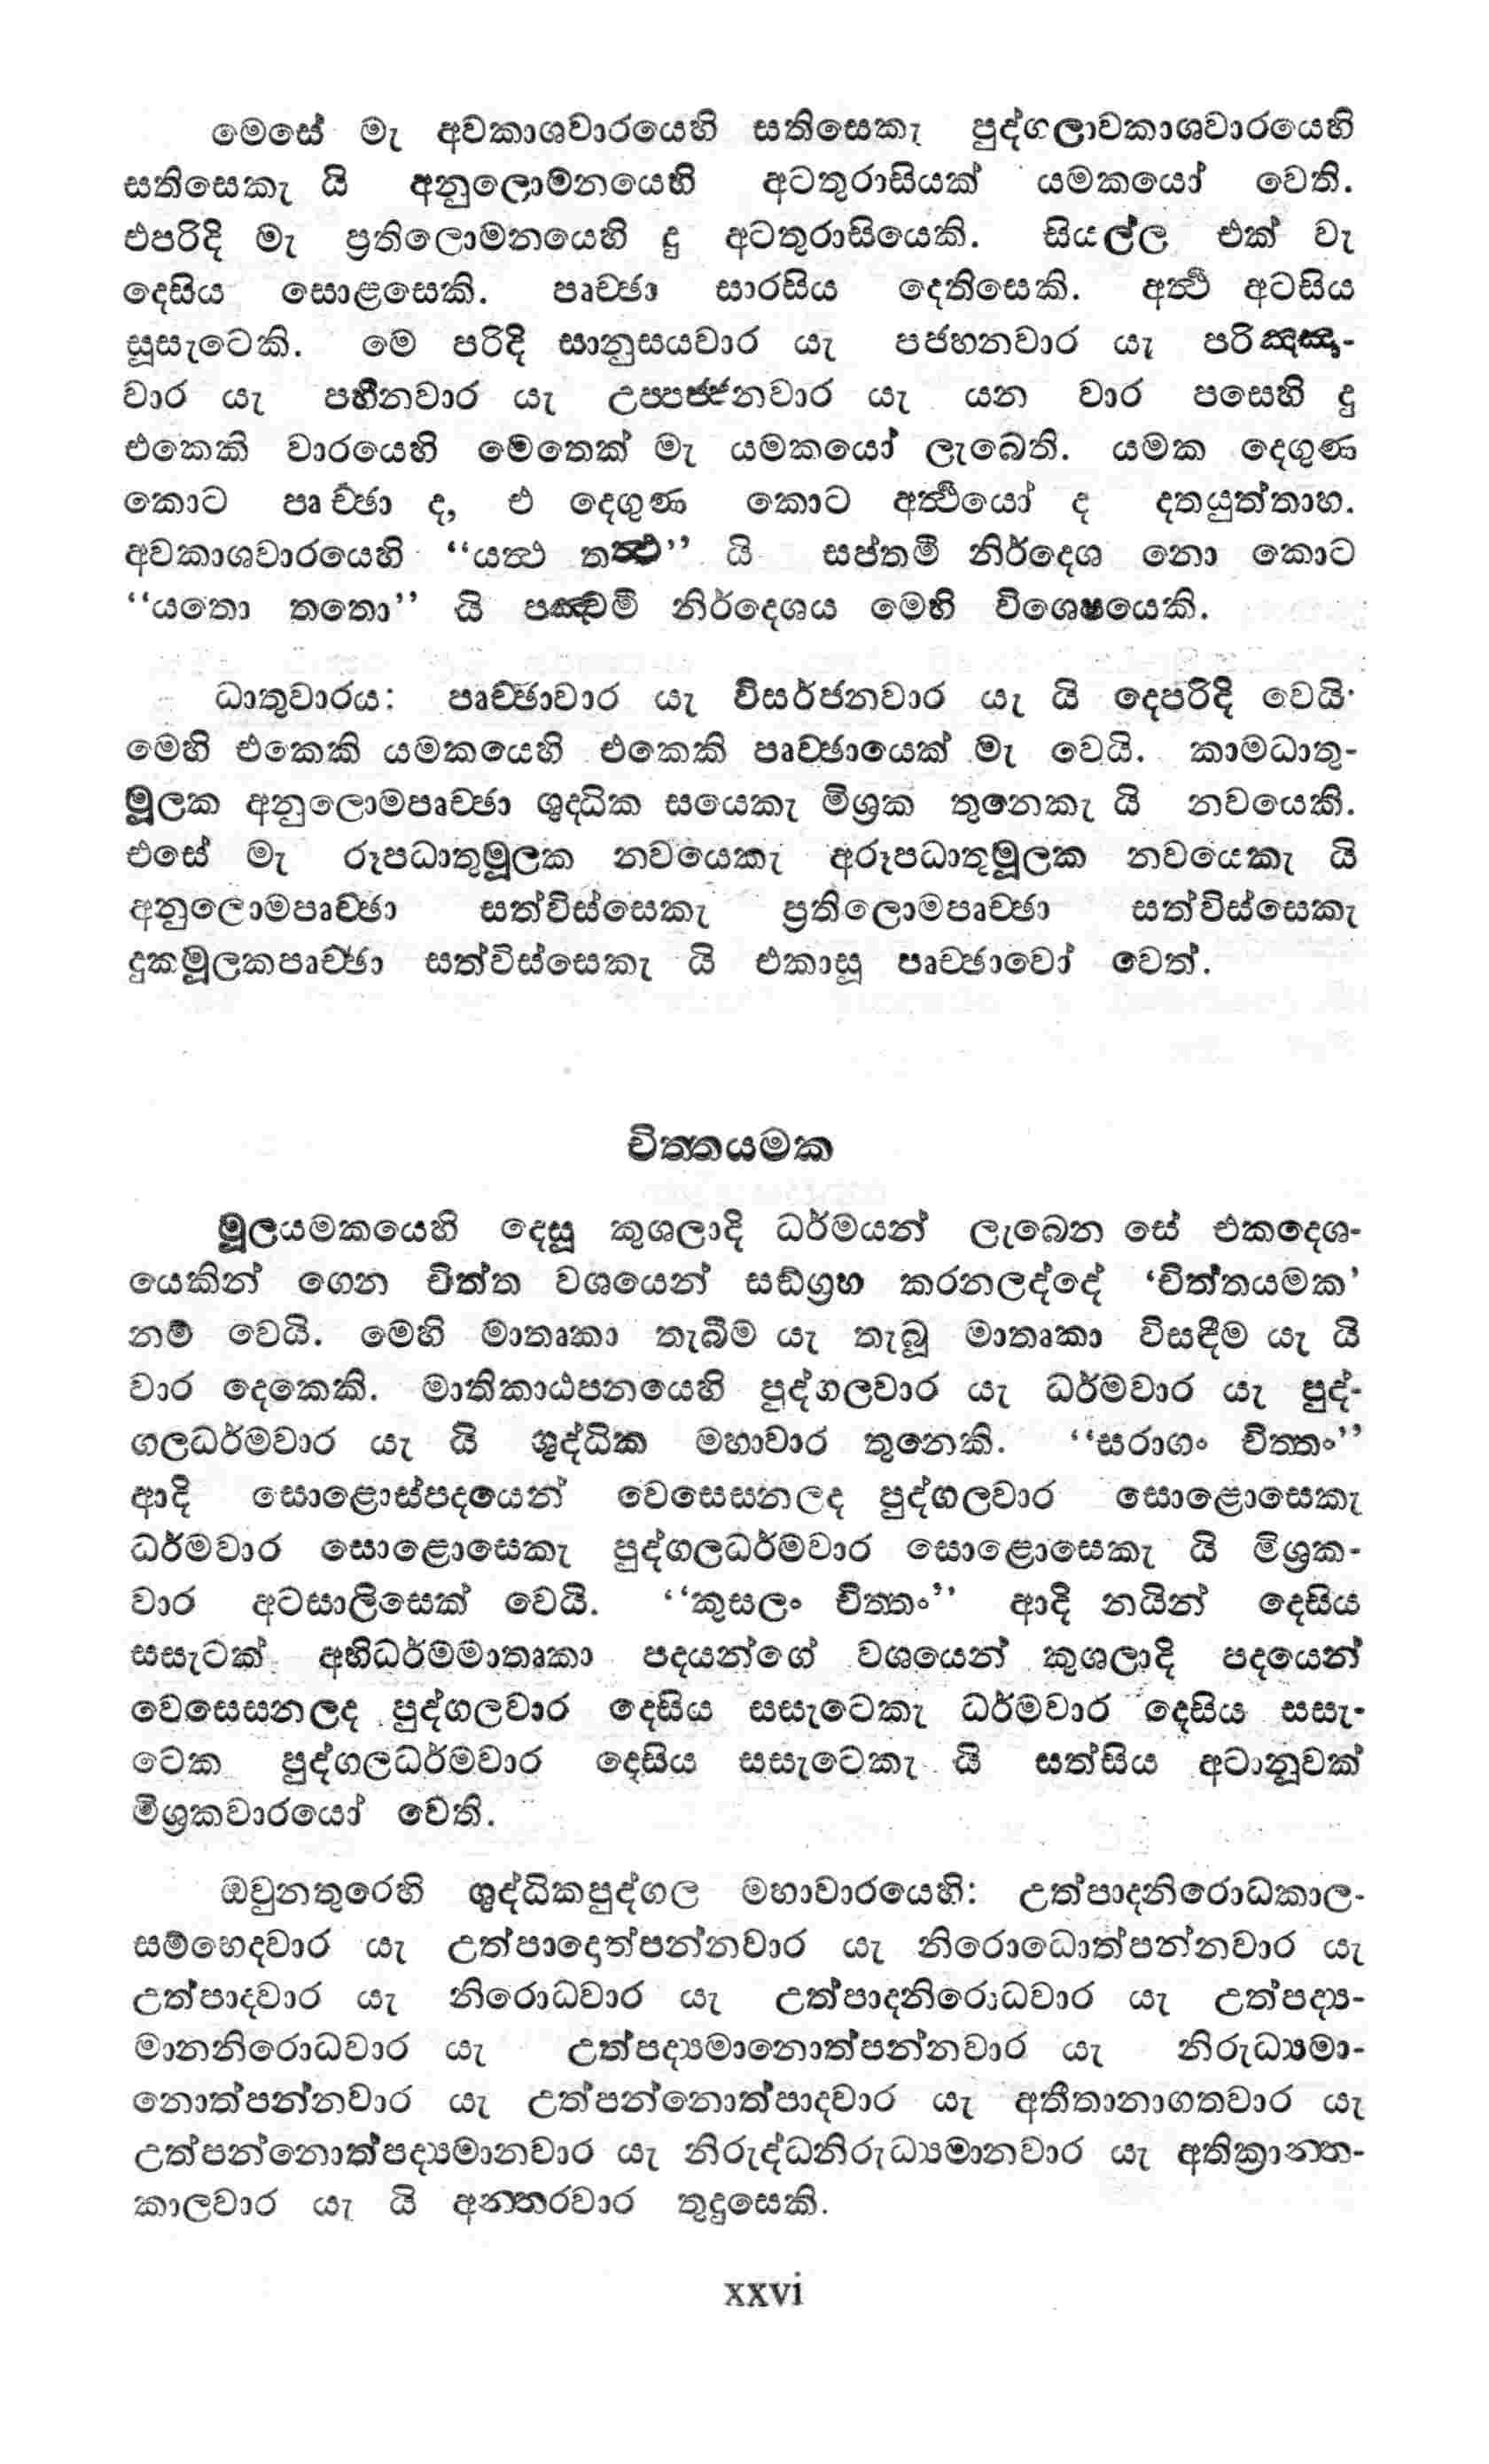 මෙසේ මැ අවකාශවාරයෙහි සතිසෙකැ පුද්ගලාවකාශවාරයෙහි
සතිසෙකැ යි අනුලොමනයෙහි අටතුරාසියක් යමකයෝ වෙති.
එපරිදි මැ ප්‍රතිලොමනයෙහි දු අටතුරාසියෙකි. සියල්ල එක් වැ
දෙසිය සොළසෙකි. පෘච්ඡා සාරසිය දෙතිසෙකි. අර්‍ත්‍ථ අටසිය
සූසැටෙකි. මෙ පරිදි සානුසයවාර යැ පජහනවාර යැ පරිඤ්ඤා-
වාර යැ පහීනවාර යැ උප්පජ්ජනවාර යැ යන වාර පසෙහි දු
එකෙකි වාරයෙහි මෙතෙක් මැ යමකයෝ ලැබෙති. යමක දෙගුණ
කොට පෘච්ඡා ද, එ දෙගුණ කොට අර්‍ත්‍ථයෝ ද දතයුත්තාහ.
අවකාශවාරයෙහි “යත්‍ථ තත්‍ථ” යි සප්තමී නිර්දෙශ නො කොට
“යතො තතො” යි පඤ්චමී නිර්දෙශය මෙහි විශෙෂයෙකි.
ධාතුවාරය: පෘච්ඡාවාර යැ විසර්ජනවාර යැ යි දෙපරිදි වෙයි·
මෙහි එකෙකි යමකයෙහි එකෙකි පෘච්ඡායෙක් මැ වෙයි. කාමධාතු-
මූලක අනුලොමපෘච්ඡා ශුද්ධික සයෙකැ මිශ්‍රක තුනෙකැ යි නවයෙකි.
එසේ මැ රූපධාතුමූලක නවයෙකැ අරූපධාතුමූලක නවයෙකැ යි
අනුලොමපෘච්ඡා සත්විස්සෙකැ ප්‍රතිලොමපෘච්ඡා සත්විස්සෙකැ
දුකමූලකපෘච්ඡා සත්විස්සෙකැ යි එකාසූ පෘච්ඡාවෝ වෙත්.
චිත්‍තයමක
මූලයමකයෙහි දෙසූ කුශලාදි ධර්මයන් ලැබෙන සේ එකදෙශ-
යෙකින් ගෙන චිත්ත වශයෙන් සඞ්ග්‍රහ කරනලද්දේ ‘චිත්තයමක’
නම් වෙයි. මෙහි මාතෘකා තැබීම යැ තැබූ මාතෘකා විසඳීම යැ යි
වාර දෙකෙකි. මාතිකාඨපනයෙහි පුද්ගලවාර යැ ධර්මවාර යැ පුද්-
ගලධර්මවාර යැ යි ශුද්ධික මහාවාර තුනෙකි. “සරාගං චිත්‍තං”
ආදි සොළොස්පදයෙන් වෙසෙසනලද පුද්ගලවාර සොළොසෙකැ
ධර්මවාර සොළොසෙකැ පුද්ගලධර්මවාර සොළොසෙකැ යි මිශ්‍රක-
වාර අටසාලිසෙක් වෙයි. “කුසලං චිත්‍තං” ආදි නයින් දෙසිය
සසැටක් අභිධර්මමාතෘකා පදයන්ගේ වශයෙන් කුශලාදි පදයෙන්
වෙසෙසනලද පුද්ගලවාර දෙසිය සසැටෙකැ ධර්මවාර දෙසිය සසැ-
ටෙක පුද්ගලධර්මවාර දෙසිය සසැටෙකැ යි සත්සිය අටානූවක්
මිශ්‍රකවාරයෝ වෙති.
ඔවුනතුරෙහි ශුද්ධිකපුද්ගල මහාවාරයෙහි: උත්පාදනිරොධකාල-
සම්භෙදවාර යැ උත්පාදොත්පන්නවාර යැ නිරොධොත්පන්නවාර යැ
උත්පාදවාර යැ නිරොධවාර යැ උත්පාදනිරොධවාර යැ උත්පද්‍යා-
මානනිරොධවාර යැ උත්පද්‍යමානොත්පන්නවාර යැ නිරුධ්‍යමා-
නොත්පන්නවාර යැ උත්පන්නොත්පාදවාර යැ අතීතානාගතවාර යැ
උත්පන්නොත්පද්‍යමානවාර යැ නිරුද්ධනිරුධ්‍යමානවාර යැ අතික්‍රාන්‍ත-
කාලවාර යැ යි අන්‍තරවාර තුදුසෙකි.
xxvi